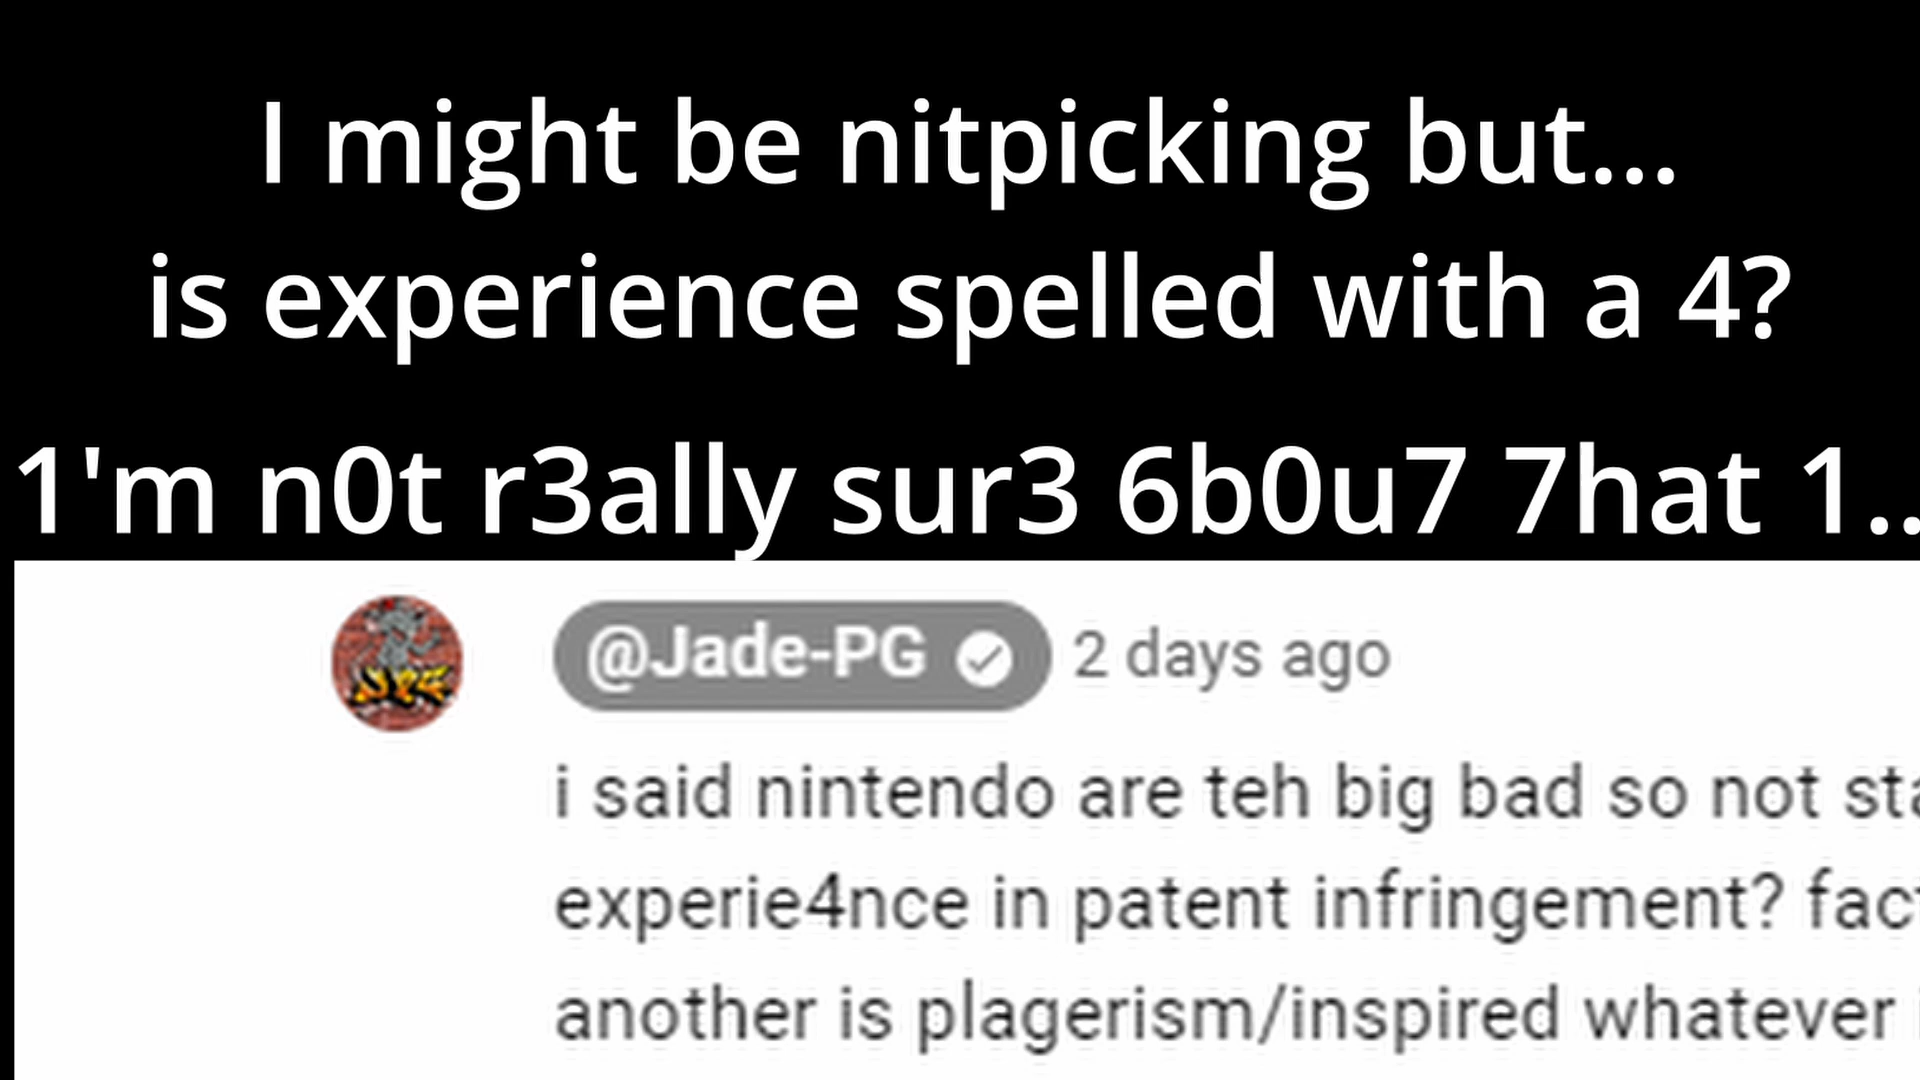 I might be nitpicking but...
is experience spelled with a 4?
1'm n0t r3ally sur3 6b0u7 7hat 1..
@Jade-PG 2 days ago
i said nintendo are teh big bad so not
experie4nce in patent infringement?
another is plagerism/inspired whatever